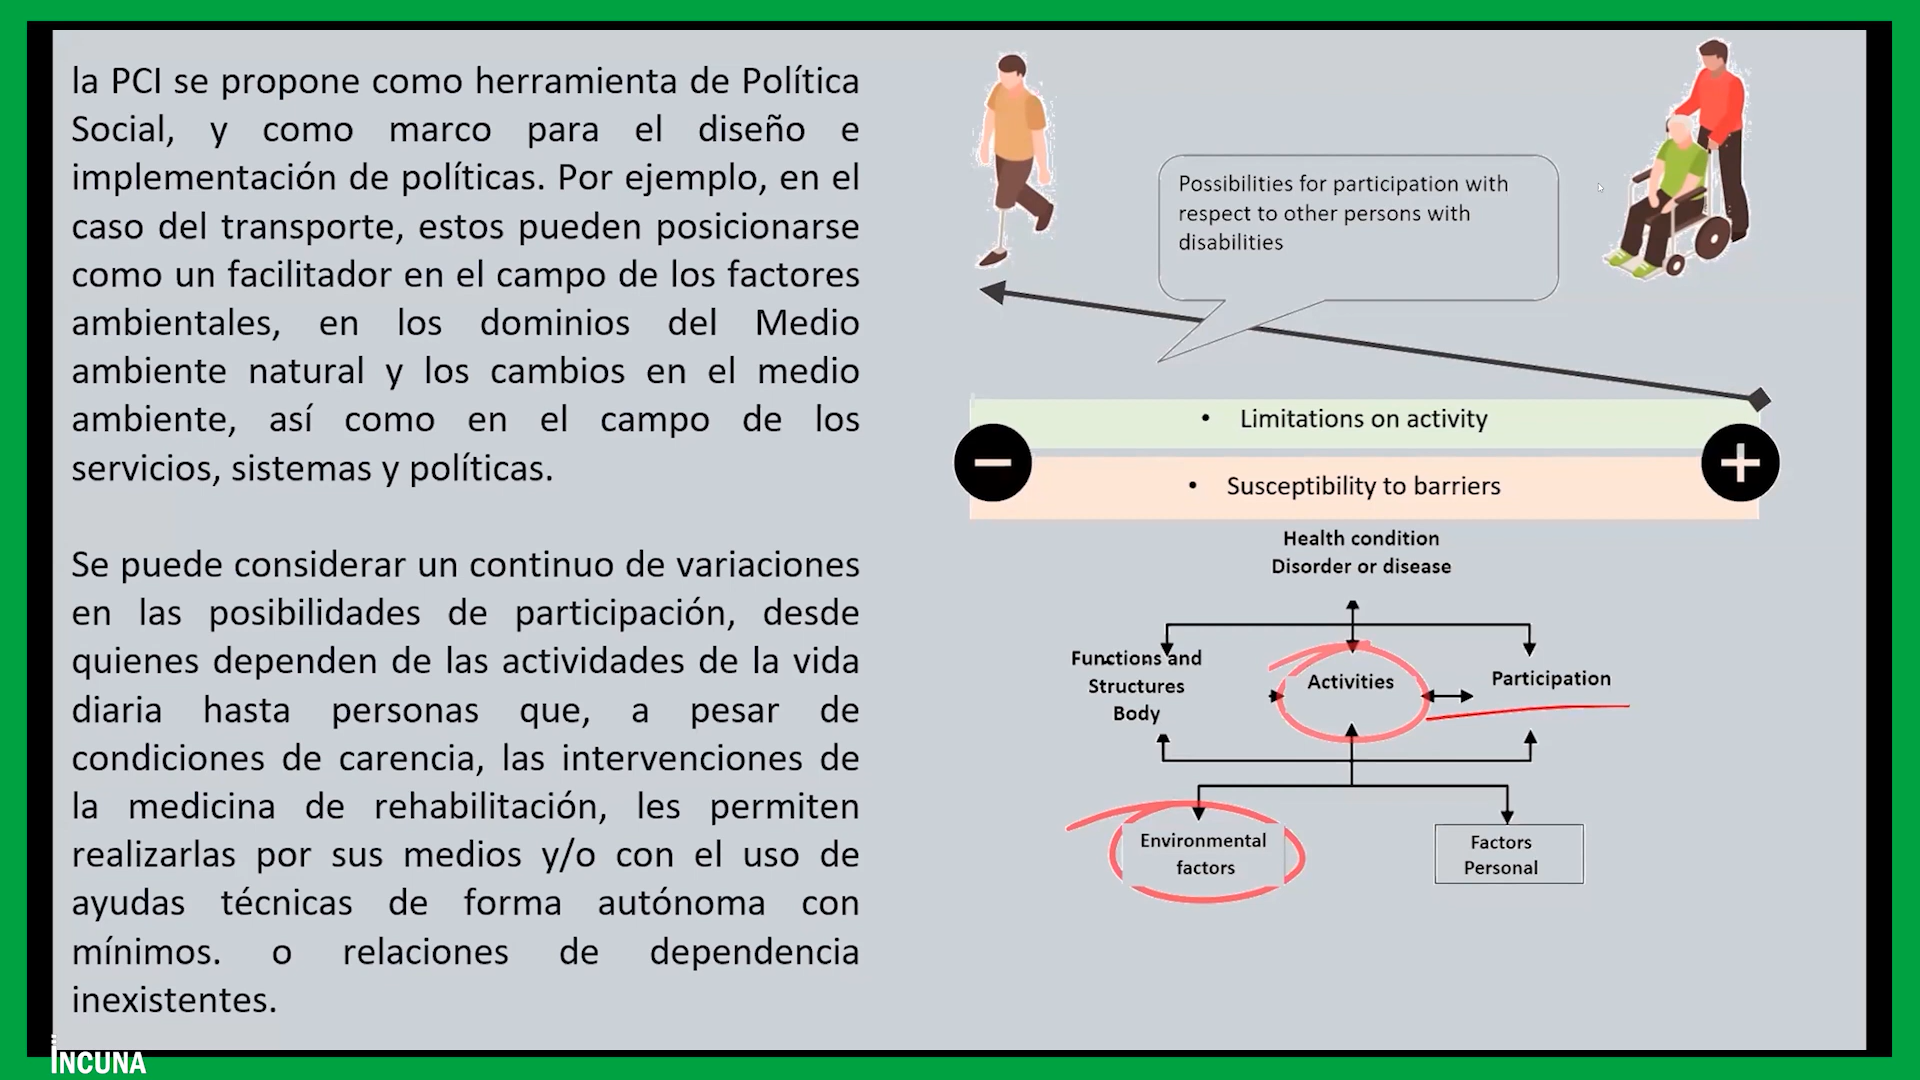 la PCI se propone como herramienta de Política
Social, y como marco para el diseño e
implementación de políticas. Por ejemplo, en el
caso del transporte, estos pueden posicionarse
como un facilitador en el campo de los factores
ambientales, en los dominios del Medio
ambiente natural y los cambios en el medio
ambiente, así como en el campo de los
servicios, sistemas y políticas.
Se puede considerar un continuo de variaciones
en las posibilidades de participación, desde
quienes dependen de las actividades de la vida
diaria hasta personas que, a pesar de
condiciones de carencia, las intervenciones de
la medicina de rehabilitación, les permiten
realizarlas por sus medios y/o con el uso de
ayudas técnicas de forma autónoma con
mínimos. o relaciones de dependencia
inexistentes.
Possibilities for participation with
respect to other persons with
disabilities
• Limitations on activity
• Susceptibility to barriers
Health condition
Disorder or disease
Functions and
Structures
Body
Activities
Participation
Environmental
factors
Factors
Personal
INCUNA